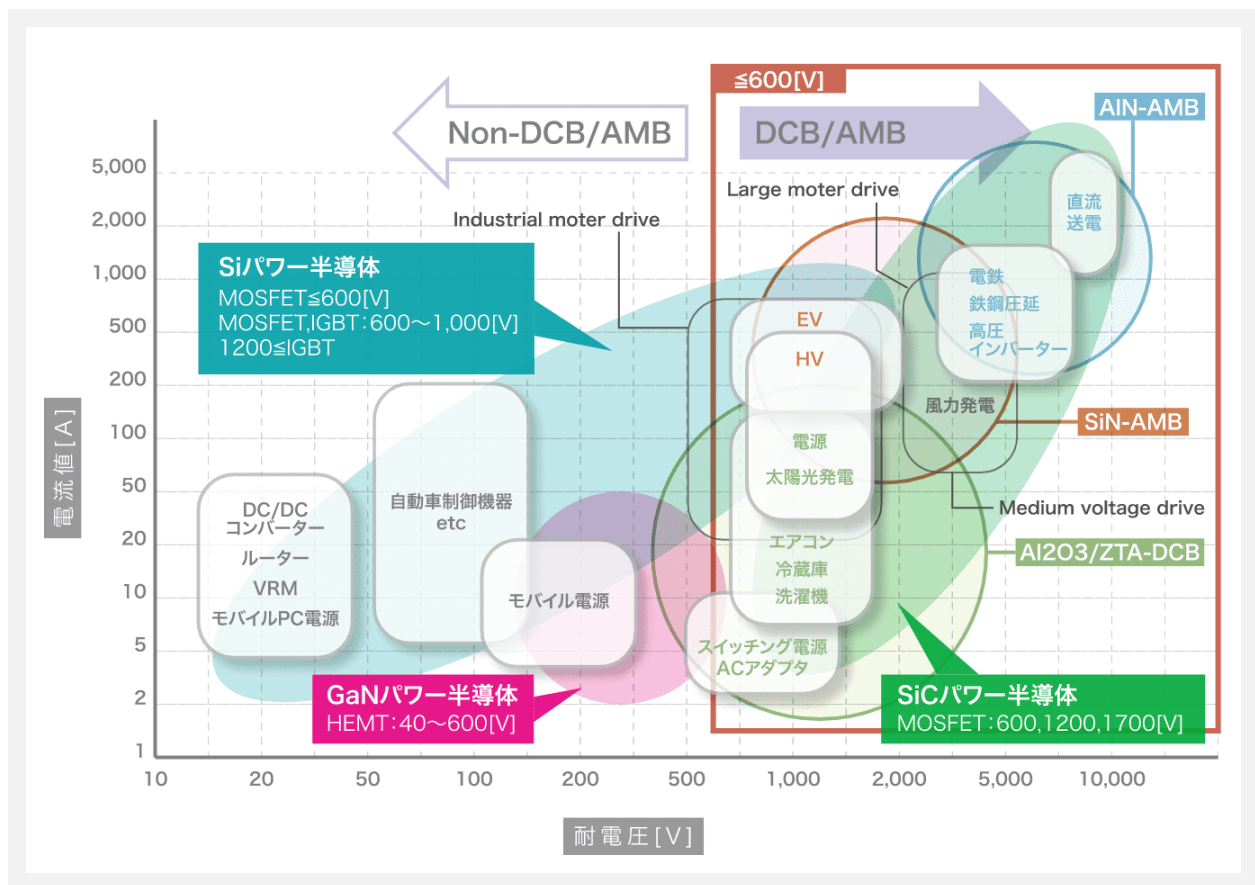 ≦600[V]
Non-DCB/AMB
DCB/AMB
AlN-AMB
Large moter drive
Industrial moter drive
直流
送電
Siパワー半導体
MOSFET≦600[V]
MOSFET,IGBT:600〜1,000[V]
1200≦IGBT
電鉄
鉄鋼圧延
高圧
インバーター
EV
HV
風力発電
SiN-AMB
電源
太陽光発電
Medium voltage drive
自動車制御機器
etc
DC/DC
コンバーター
ルーター
VRM
モバイルPC電源
エアコン
冷蔵庫
洗濯機
Al2O3/ZTA-DCB
モバイル電源
スイッチング電源
ACアダプタ
GaNパワー半導体
HEMT:40〜600[V]
SiCパワー半導体
MOSFET:600,1200,1700[V]
電流値[A]
5,000
2,000
1,000
500
200
100
50
20
10
5
2
1
10
20
50
100
200
500
1,000
2,000
5,000
10,000
耐電圧[V]